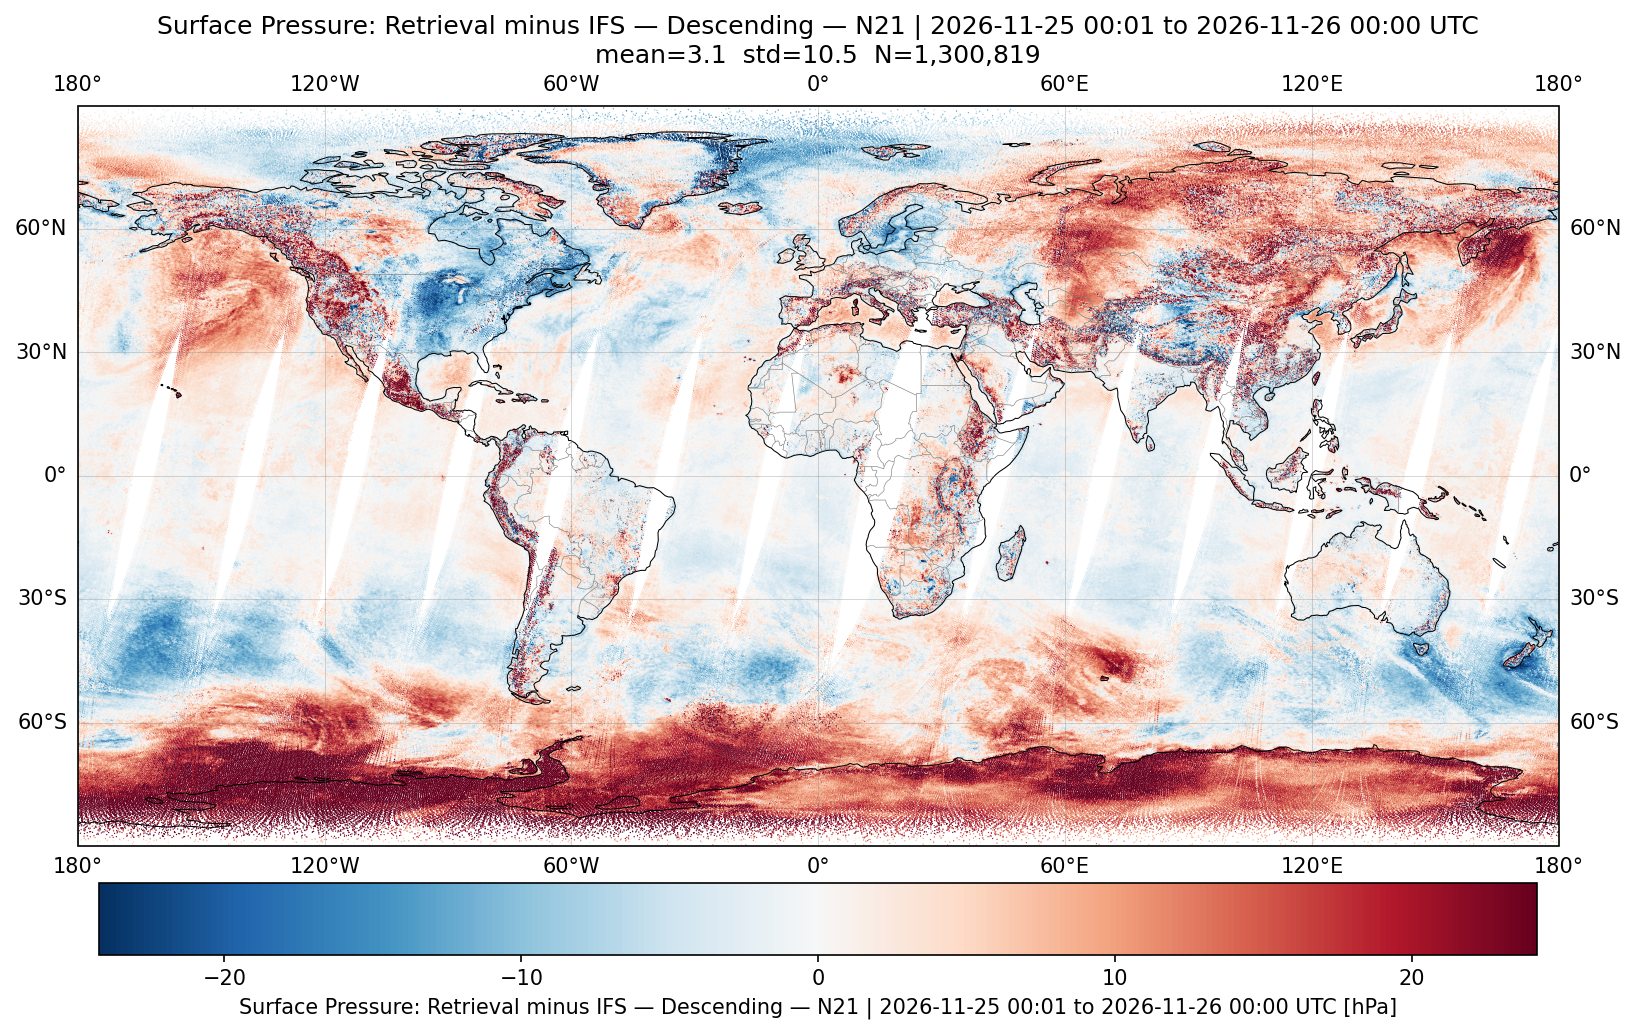 Surface Pressure: Retrieval minus IFS — Descending — N21 | 2026-11-25 00:01 to 2026-11-26 00:00 UTC
mean=3.1 std=10.5 N=1,300,819
180° 120°W 60°W 0° 60°E 120°E 180°
60°N 60°N
30°N 30°N
0° 0°
30°S 30°S
60°S 60°S
180° 120°W 60°W 0° 60°E 120°E 180°
−20 −10 0 10 20
Surface Pressure: Retrieval minus IFS — Descending — N21 | 2026-11-25 00:01 to 2026-11-26 00:00 UTC [hPa]